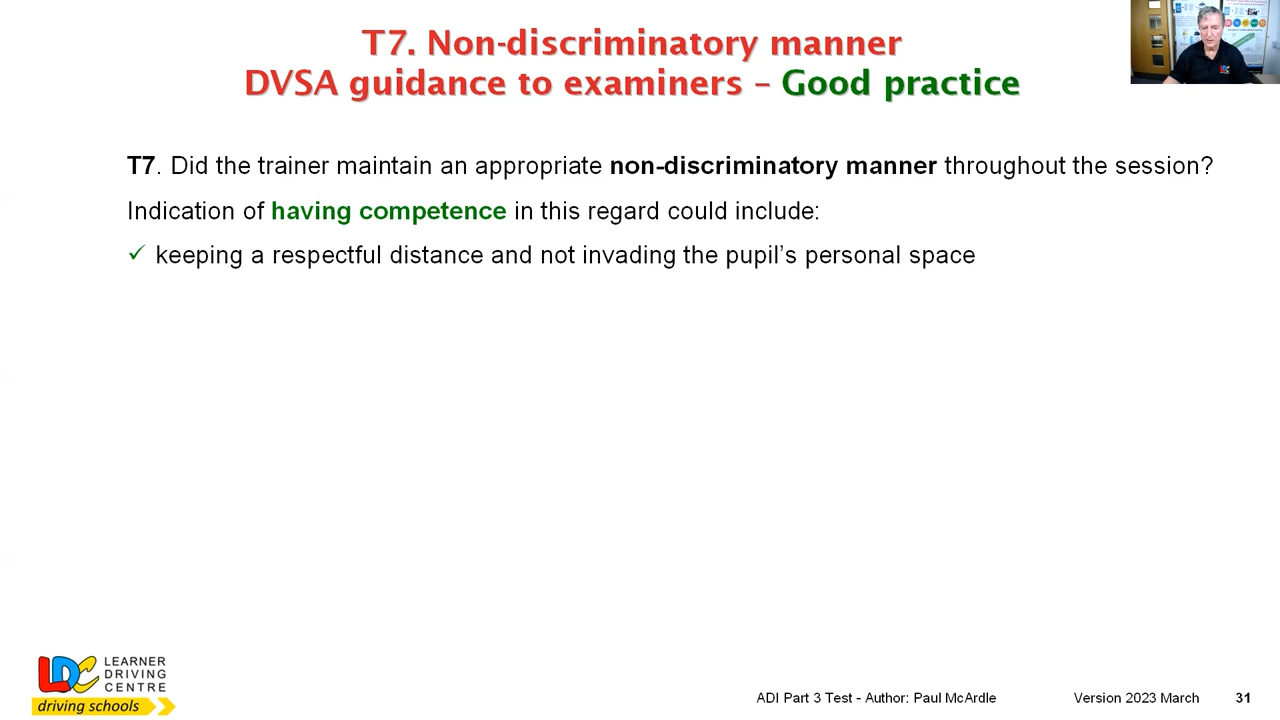 T7. Non-discriminatory manner
DVSA guidance to examiners – Good practice
T7. Did the trainer maintain an appropriate non-discriminatory manner throughout the session?
Indication of having competence in this regard could include:
✓ keeping a respectful distance and not invading the pupil's personal space
LDC LEARNER
DRIVING
CENTRE
driving schools
ADI Part 3 Test - Author: Paul McArdle Version 2023 March 31